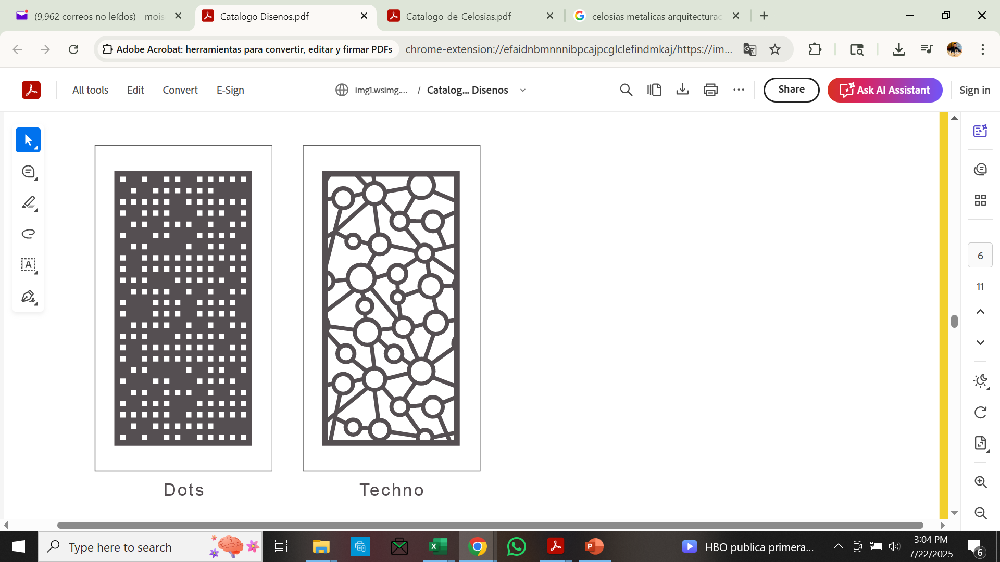 (9,962 correos no leídos) - mois
Catalogo Disenos.pdf
Catalogo-de-Celosias.pdf
celosias metalicas arquitecturac
Adobe Acrobat: herramientas para convertir, editar y firmar PDFs
chrome-extension://efaidnbmnnnibpcajpcglclefindmkaj/https://im...
All tools
Edit
Convert
E-Sign
img1.wsimg.... / Catalog... Disenos
Share
Ask AI Assistant
Sign in
6
11
Dots
Techno
Type here to search
HBO publica primera...
3:04 PM
7/22/2025
6